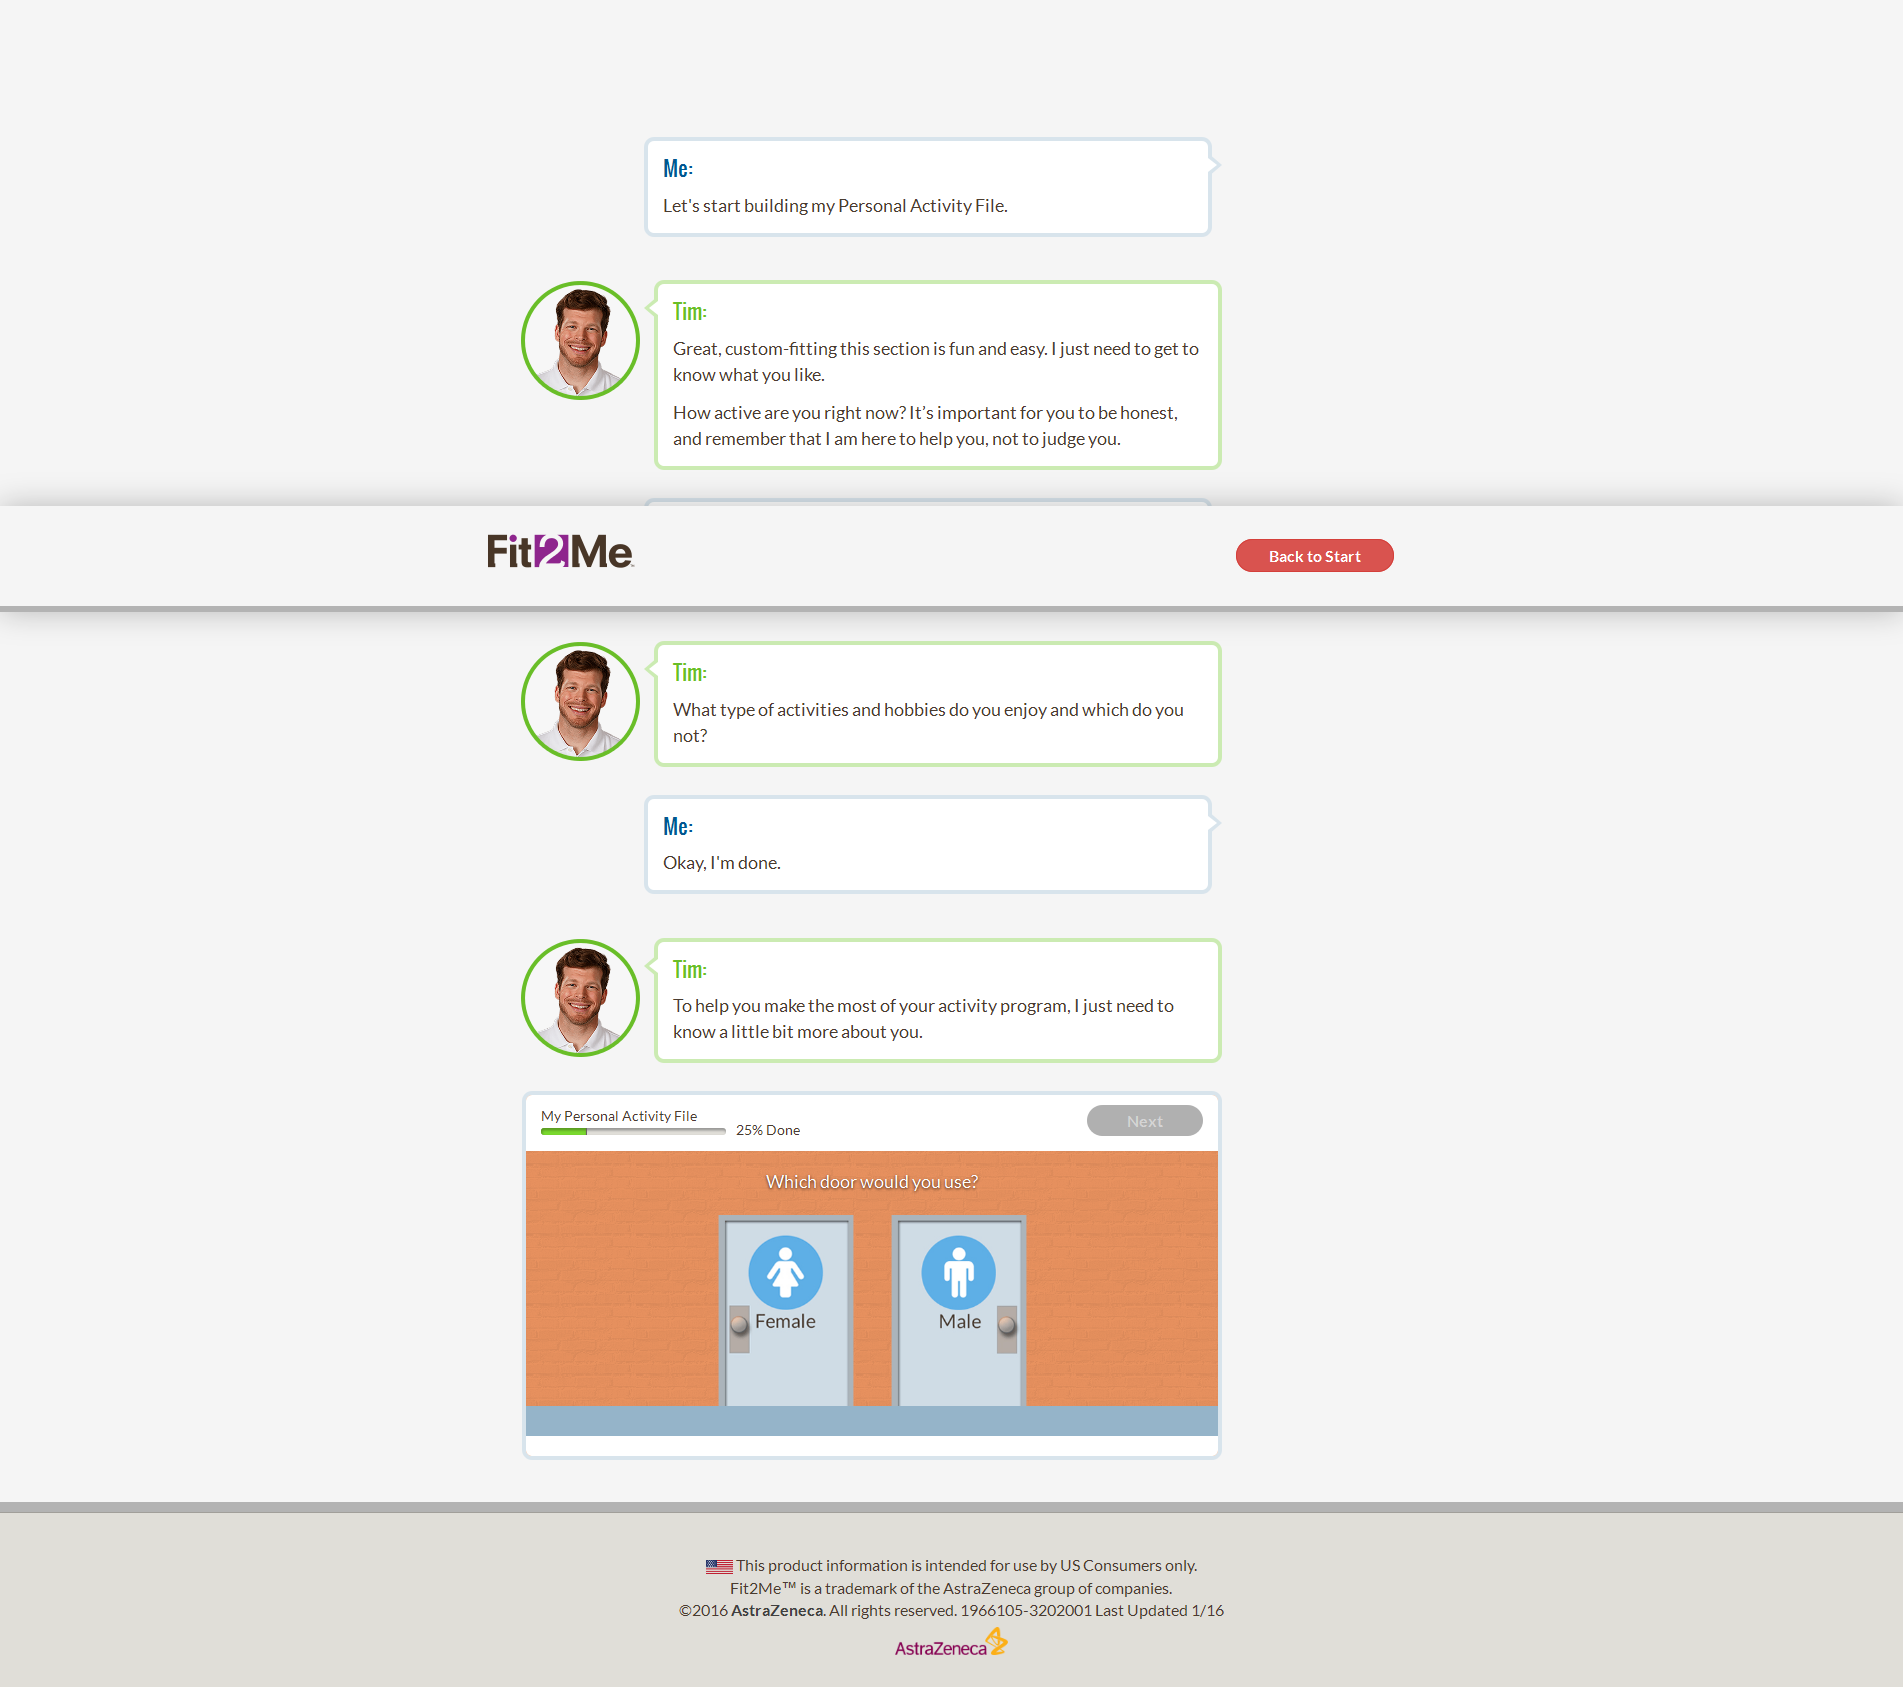 Me:
Let's start building my Personal Activity File.
Tim:
Great, custom-fitting this section is fun and easy. I just need to get to
know what you like.
How active are you right now? It’s important for you to be honest,
and remember that I am here to help you, not to judge you.
Fit2Me
Back to Start
Tim:
What type of activities and hobbies do you enjoy and which do you
not?
Me:
Okay, I'm done.
Tim:
To help you make the most of your activity program, I just need to
know a little bit more about you.
My Personal Activity File
25% Done
Next
Which door would you use?
Female
Male
This product information is intended for use by US Consumers only.
Fit2Me™ is a trademark of the AstraZeneca group of companies.
©2016 AstraZeneca. All rights reserved. 1966105-3202001 Last Updated 1/16
AstraZeneca